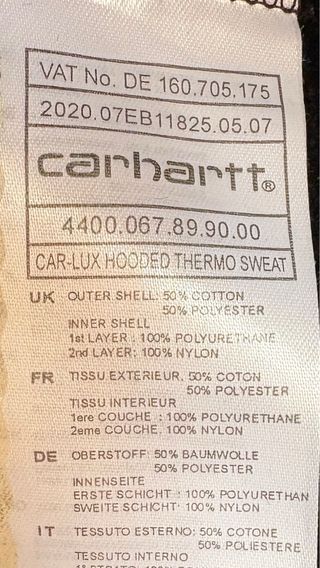 VAT No. DE 160.705.175
2020.07EB11825.05.07
carhartt®
4400.067.89.90.00
CAR-LUX HOODED THERMO SWEAT
UK OUTER SHELL: 50% COTTON
50% POLYESTER
INNER SHELL
1st LAYER : 100% POLYURETHANE
2nd LAYER: 100% NYLON
FR TISSU EXTERIEUR, 50% COTON
50% POLYESTER
TISSU INTERIEUR
1ere COUCHE : 100% POLYURETHANE
2eme COUCHE, 100% NYLON
DE OBERSTOFF: 50% BAUMWOLLE
50% POLYESTER
INNENSEITE
ERSTE SCHICHT : 100% POLYURETHAN
SWEITE SCHICHT: 100% NYLON
IT TESSUTO ESTERNO: 50% COTONE
50% POLIESTERE
TESSUTO INTERNO